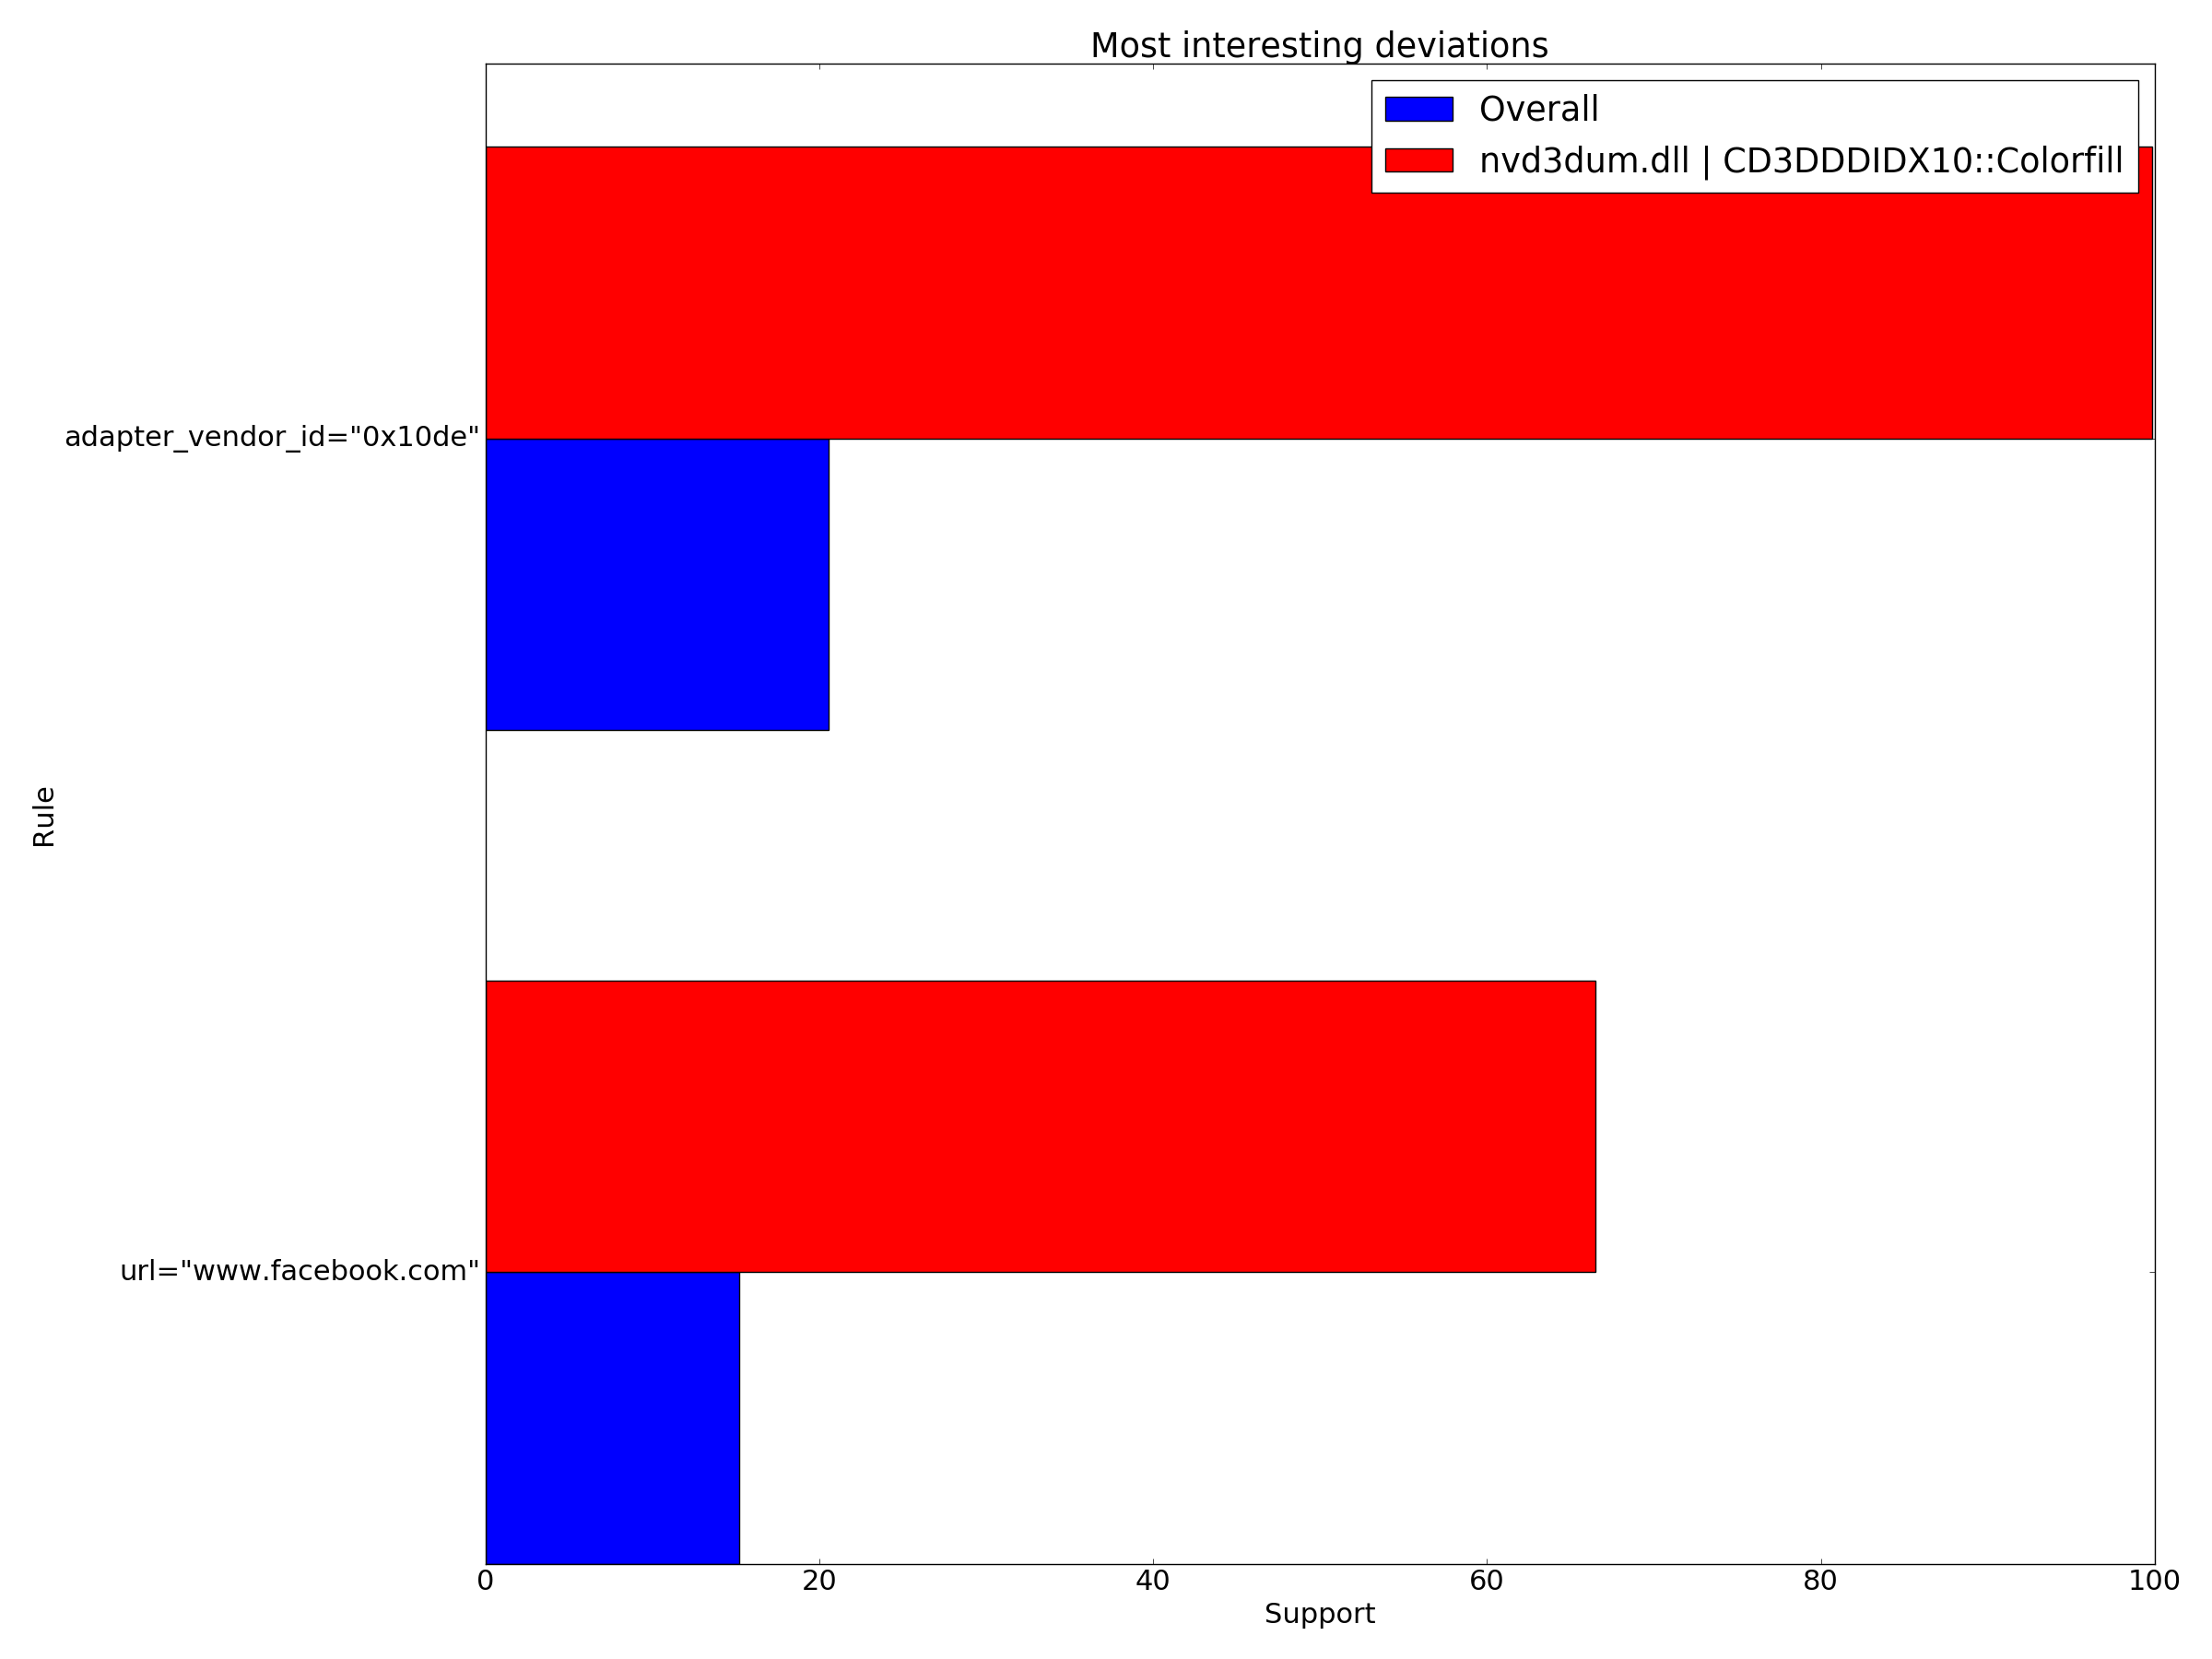 Most interesting deviations
Overall
nvd3dum.dll | CD3DDDIDX10::Colorfill
adapter_vendor_id="0x10de"
Rule
url="www.facebook.com"
0 20 40 60 80 100
Support